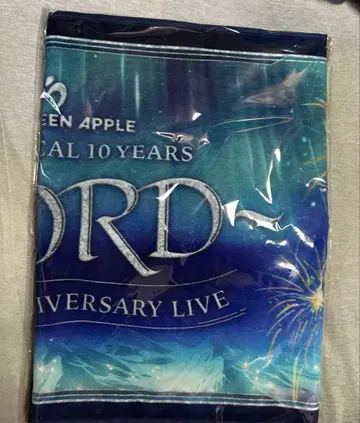 EEN APPLE
CAL 10 YEARS
ORD~
IVERSARY LIVE